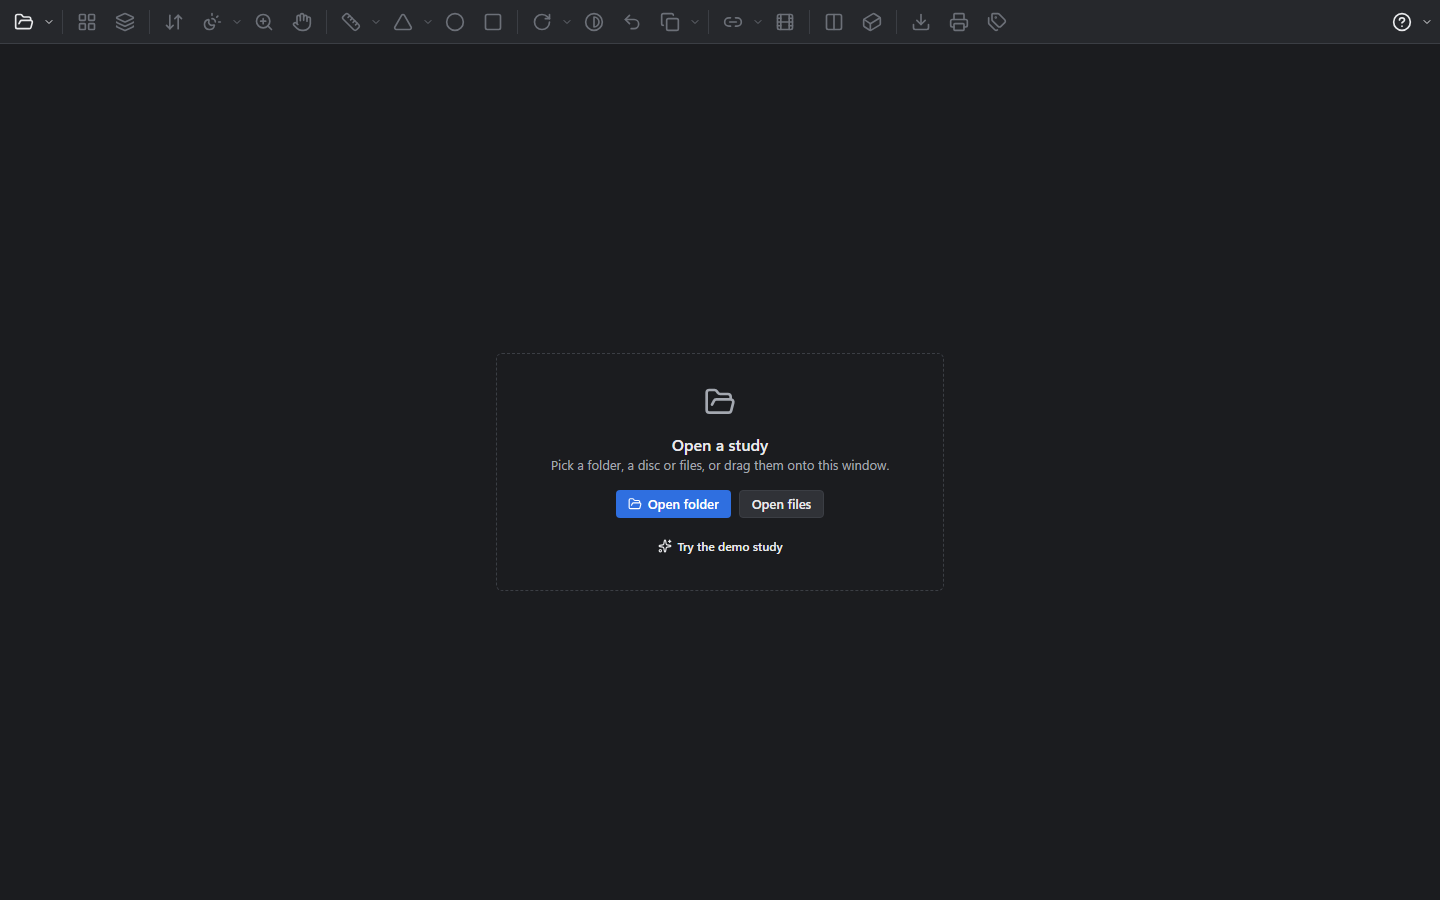 Open a study
Pick a folder, a disc or files, or drag them onto this window.
Open folder
Open files
Try the demo study